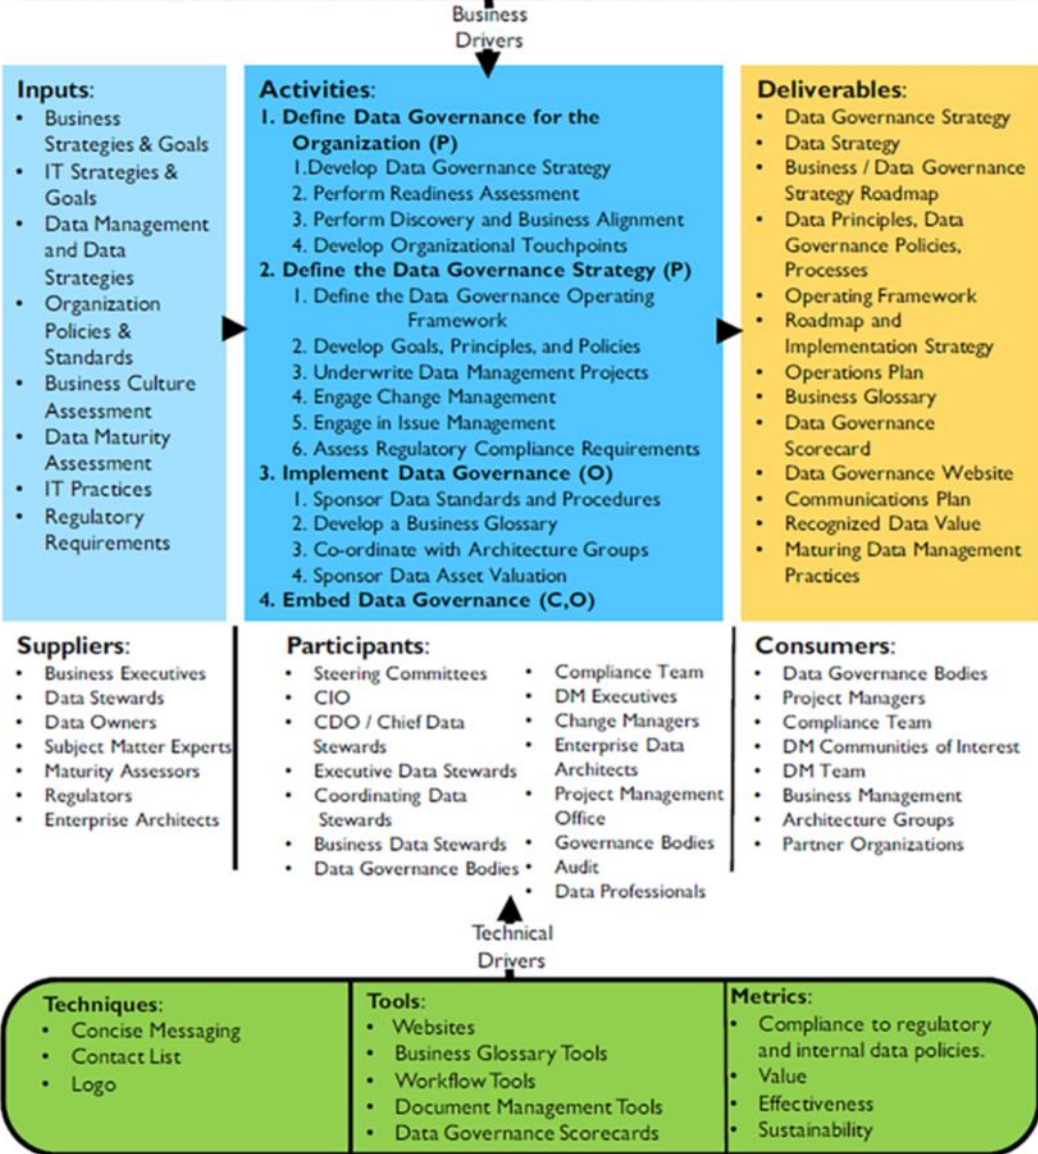 Business
Drivers
Inputs:
• Business
Strategies & Goals
• IT Strategies &
Goals
• Data Management
and Data
Strategies
• Organization
Policies &
Standards
• Business Culture
Assessment
• Data Maturity
Assessment
• IT Practices
• Regulatory
Requirements
Activities:
1. Define Data Governance for the
Organization (P)
1.Develop Data Governance Strategy
2. Perform Readiness Assessment
3. Perform Discovery and Business Alignment
4. Develop Organizational Touchpoints
2. Define the Data Governance Strategy (P)
1. Define the Data Governance Operating
Framework
2. Develop Goals, Principles, and Policies
3. Underwrite Data Management Projects
4. Engage Change Management
5. Engage in Issue Management
6. Assess Regulatory Compliance Requirements
3. Implement Data Governance (O)
1. Sponsor Data Standards and Procedures
2. Develop a Business Glossary
3. Co-ordinate with Architecture Groups
4. Sponsor Data Asset Valuation
4. Embed Data Governance (C,O)
Deliverables:
• Data Governance Strategy
• Data Strategy
• Business / Data Governance
Strategy Roadmap
• Data Principles, Data
Governance Policies,
Processes
• Operating Framework
• Roadmap and
Implementation Strategy
• Operations Plan
• Business Glossary
• Data Governance
Scorecard
• Data Governance Website
• Communications Plan
• Recognized Data Value
• Maturing Data Management
Practices
Suppliers:
• Business Executives
• Data Stewards
• Data Owners
• Subject Matter Experts
• Maturity Assessors
• Regulators
• Enterprise Architects
Participants:
• Steering Committees
• CIO
• CDO / Chief Data
Stewards
• Executive Data Stewards
• Coordinating Data
Stewards
• Business Data Stewards
• Data Governance Bodies
• Compliance Team
• DM Executives
• Change Managers
• Enterprise Data
Architects
• Project Management
Office
• Governance Bodies
• Audit
• Data Professionals
Consumers:
• Data Governance Bodies
• Project Managers
• Compliance Team
• DM Communities of Interest
• DM Team
• Business Management
• Architecture Groups
• Partner Organizations
Technical
Drivers
Techniques:
• Concise Messaging
• Contact List
• Logo
Tools:
• Websites
• Business Glossary Tools
• Workflow Tools
• Document Management Tools
• Data Governance Scorecards
Metrics:
• Compliance to regulatory
and internal data policies.
• Value
• Effectiveness
• Sustainability